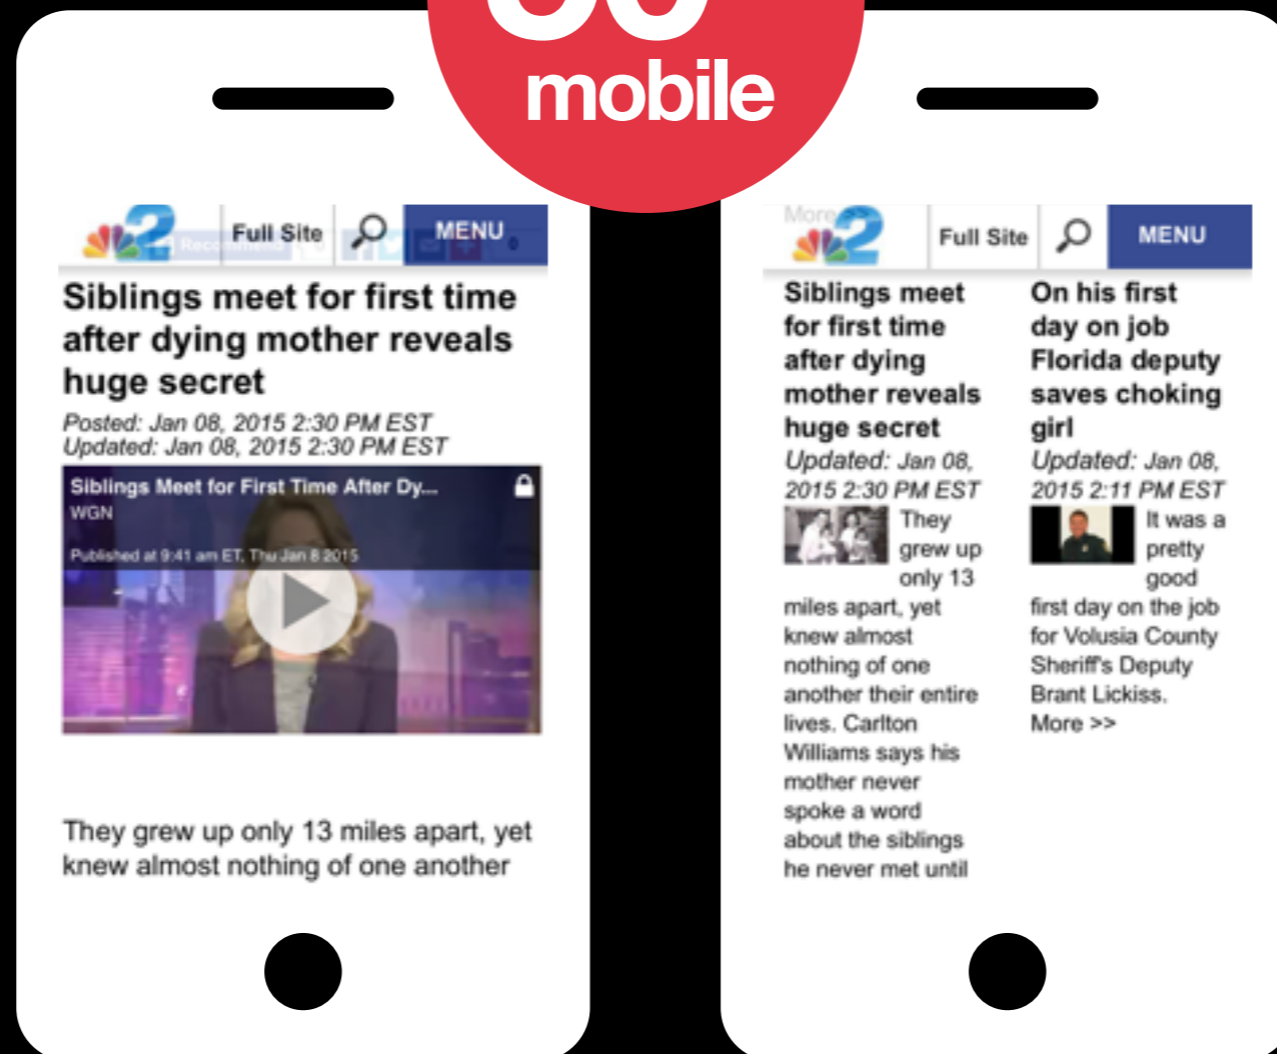 mobile
2
Full Site
MENU
Siblings meet for first time
after dying mother reveals
huge secret
Posted: Jan 08, 2015 2:30 PM EST
Updated: Jan 08, 2015 2:30 PM EST
Siblings Meet for First Time After Dy...
WGN
Published at 9:41 am ET, Thu Jan 8 2015
They grew up only 13 miles apart, yet
knew almost nothing of one another
More >>
2
Full Site
MENU
Siblings meet
for first time
after dying
mother reveals
huge secret
Updated: Jan 08,
2015 2:30 PM EST
They
grew up
only 13
miles apart, yet
knew almost
nothing of one
another their entire
lives. Carlton
Williams says his
mother never
spoke a word
about the siblings
he never met until
On his first
day on job
Florida deputy
saves choking
girl
Updated: Jan 08,
2015 2:11 PM EST
It was a
pretty
good
first day on the job
for Volusia County
Sheriff's Deputy
Brant Lickiss.
More >>